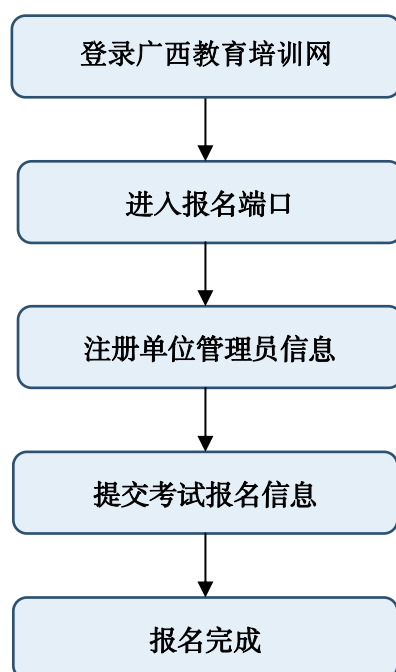 登录广西教育培训网
进入报名端口
注册单位管理员信息
提交考试报名信息
报名完成